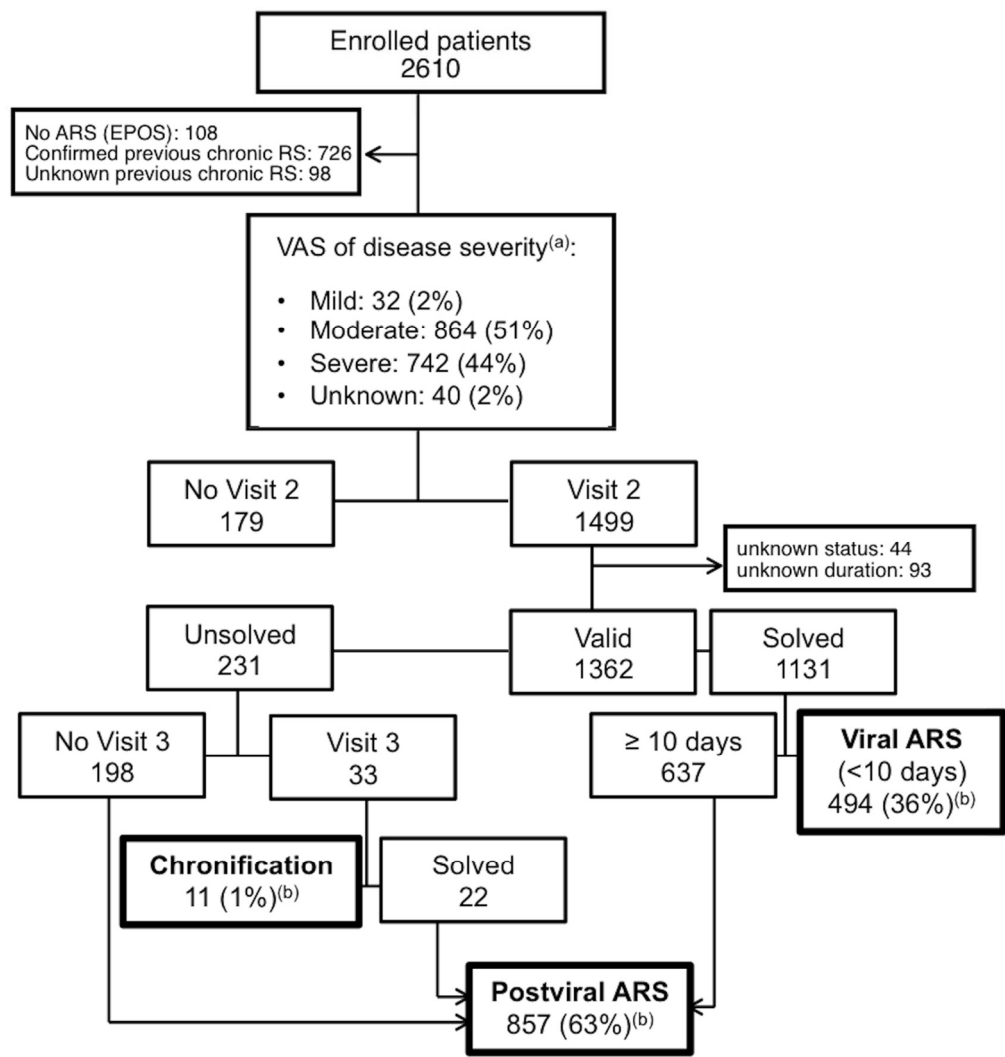 Enrolled patients
2610
No ARS (EPOS): 108
Confirmed previous chronic RS: 726
Unknown previous chronic RS: 98
VAS of disease severity(a):
• Mild: 32 (2%)
• Moderate: 864 (51%)
• Severe: 742 (44%)
• Unknown: 40 (2%)
No Visit 2
179
Visit 2
1499
unknown status: 44
unknown duration: 93
Unsolved
231
Valid
1362
Solved
1131
No Visit 3
198
Visit 3
33
≥ 10 days
637
Viral ARS
(<10 days)
494 (36%)(b)
Chronification
11 (1%)(b)
Solved
22
Postviral ARS
857 (63%)(b)